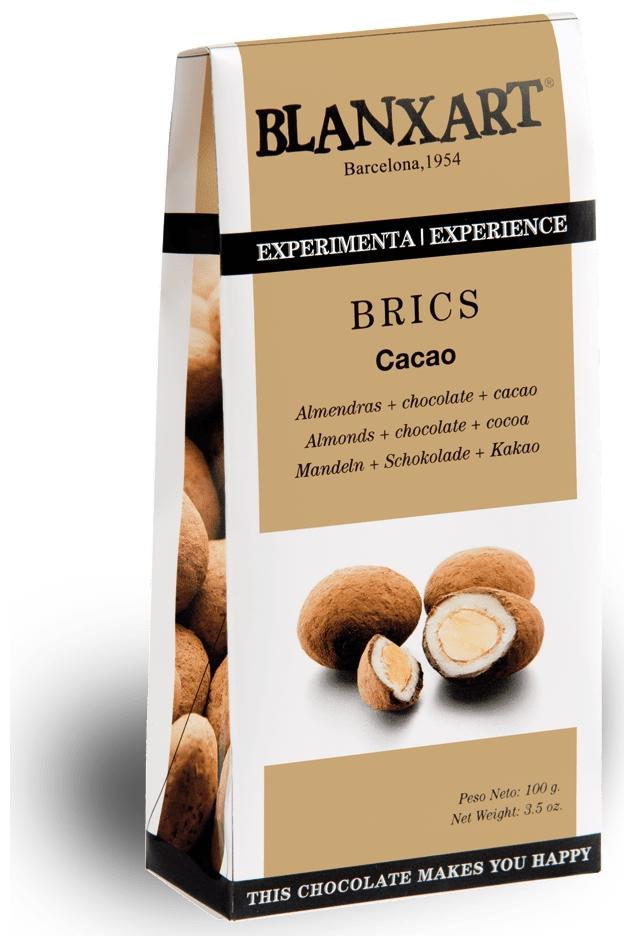 BLANXART®
Barcelona,1954
EXPERIMENTA | EXPERIENCE
BRICS
Cacao
Almendras + chocolate + cacao
Almonds + chocolate + cocoa
Mandeln + Schokolade + Kakao
Peso Neto: 100 g.
Net Weight: 3.5 oz.
THIS CHOCOLATE MAKES YOU HAPPY